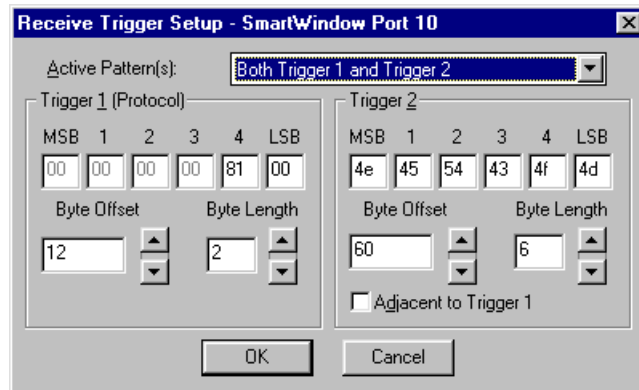 Receive Trigger Setup - SmartWindow Port 10
Active Pattern(s): Both Trigger 1 and Trigger 2
Trigger 1 (Protocol)
MSB 1 2 3 4 LSB
00 00 00 00 81 00
Byte Offset Byte Length
12 2
Trigger 2
MSB 1 2 3 4 LSB
4e 45 54 43 4f 4d
Byte Offset Byte Length
60 6
Adjacent to Trigger 1
OK Cancel